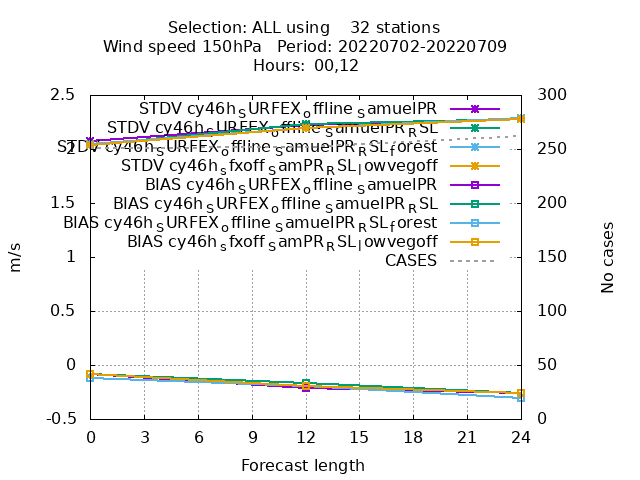 Selection: ALL using    32 stations
Wind speed 150hPa   Period: 20220702-20220709
Hours:  00,12
2.5
2
1.5
1
0.5
0
-0.5
300
250
200
150
100
50
0
m/s
No cases
STDV cy46h_SURFEX_offline_SamuelPR
STDV cy46h_SURFEX_offline_SamuelPR_RSL
STDV cy46h_SURFEX_offline_SamuelPR_RSL_forest
STDV cy46h_sfxoff_SamPR_RSL_lowvegoff
BIAS cy46h_SURFEX_offline_SamuelPR
BIAS cy46h_SURFEX_offline_SamuelPR_RSL
BIAS cy46h_SURFEX_offline_SamuelPR_RSL_forest
BIAS cy46h_sfxoff_SamPR_RSL_lowvegoff
CASES
0 3 6 9 12 15 18 21 24
Forecast length